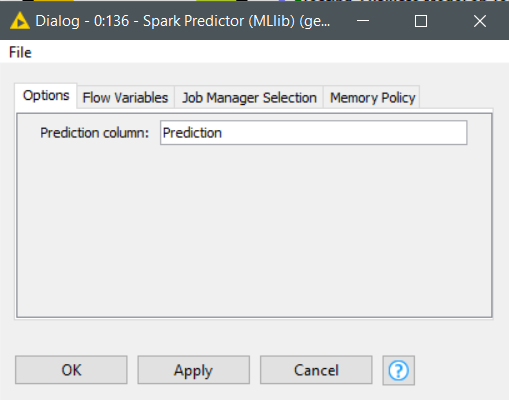 Dialog - 0:136 - Spark Predictor (MLlib) (ge...
File
Options Flow Variables Job Manager Selection Memory Policy
Prediction column: Prediction
OK Apply Cancel ?